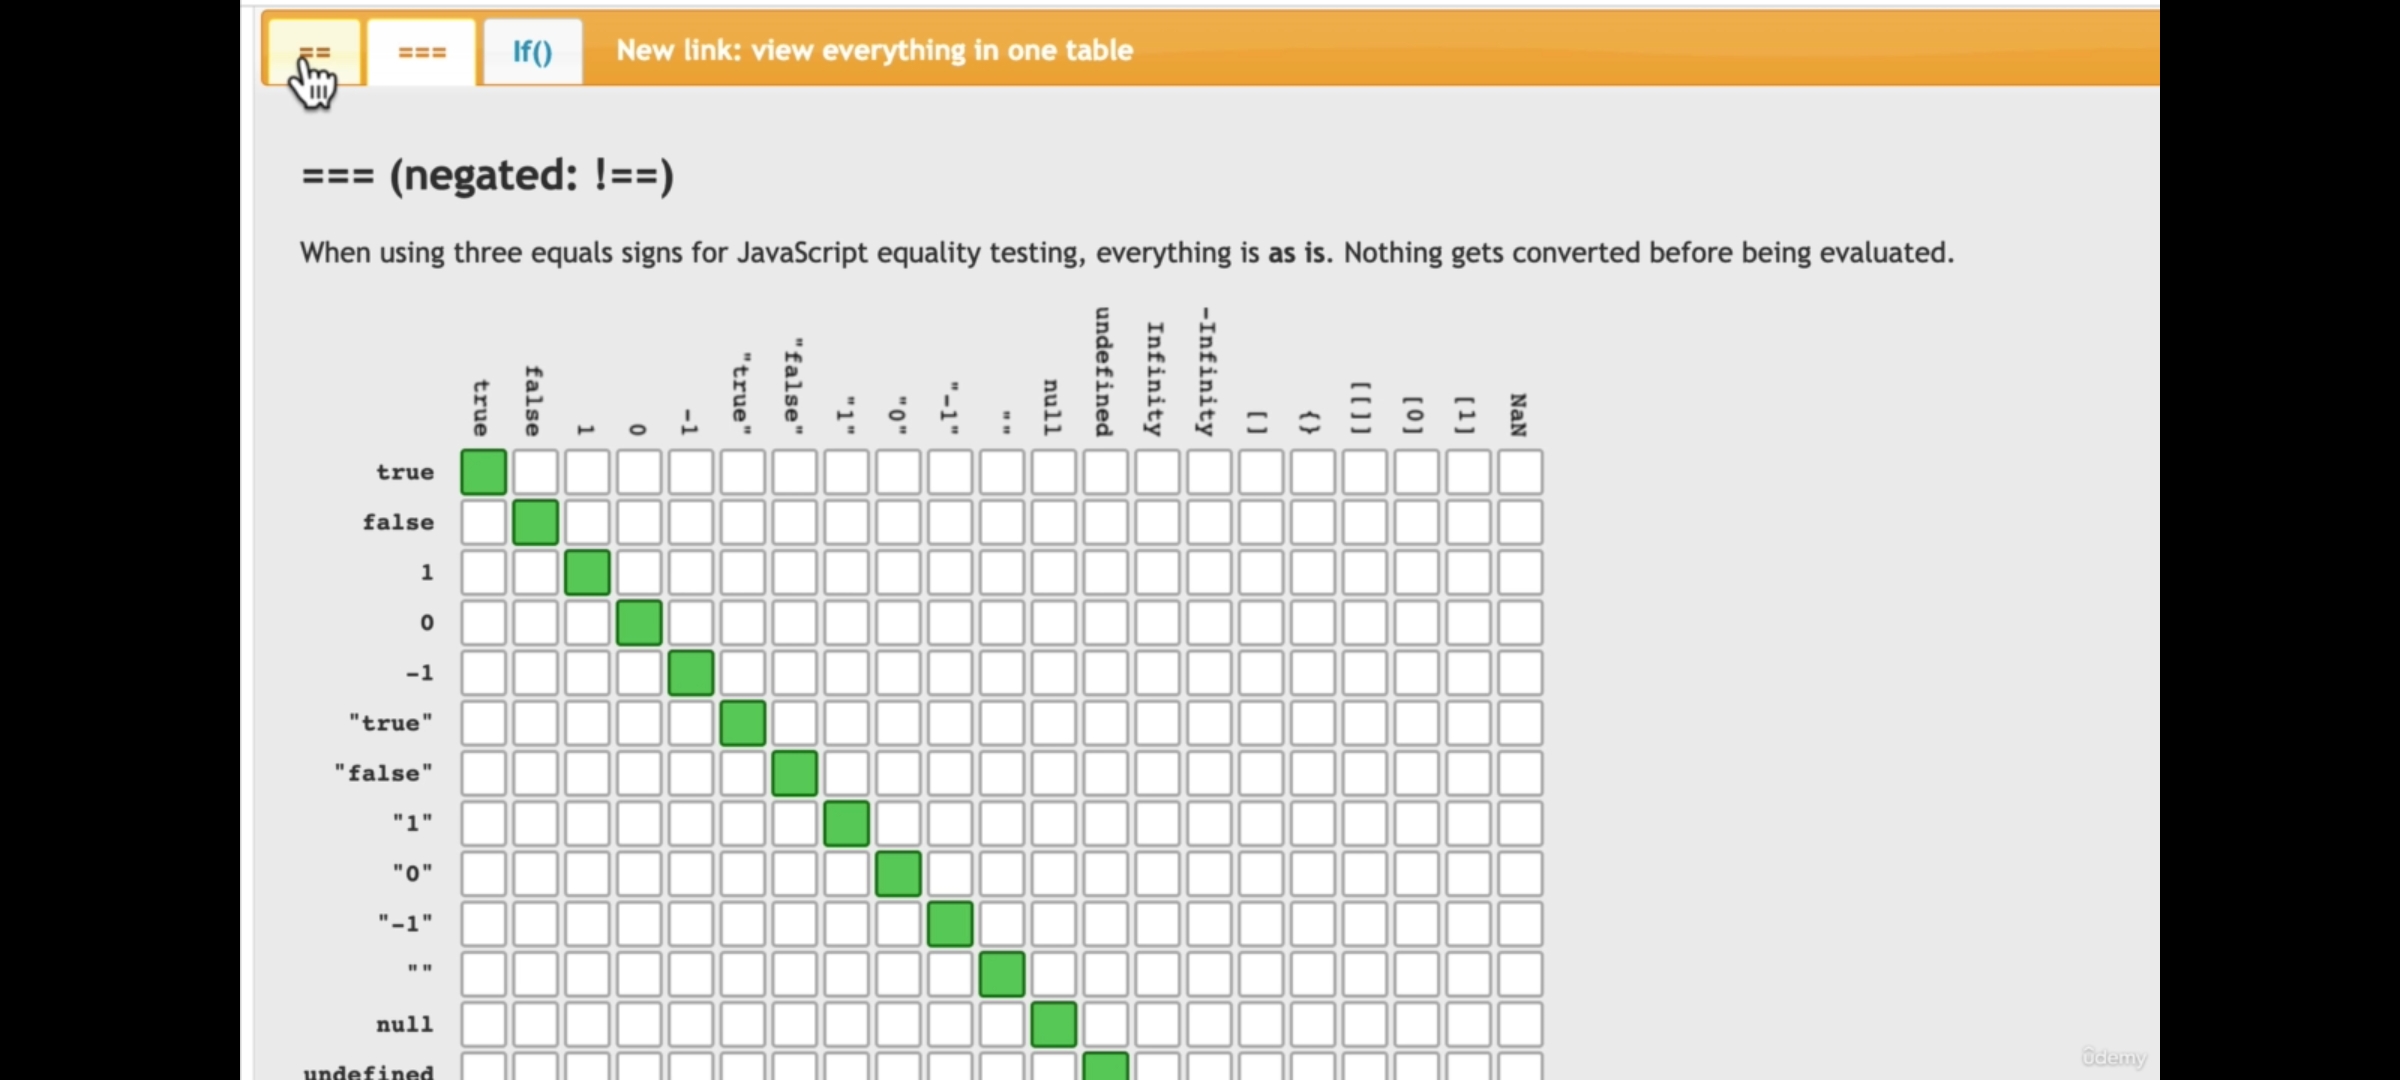 == === If() New link: view everything in one table
=== (negated: !==)
When using three equals signs for JavaScript equality testing, everything is as is. Nothing gets converted before being evaluated.
true false 1 0 -1 "true" "false" "1" "0" "-1" "" null undefined Infinity -Infinity [] {} [[]] [0] [1] NaN
true
false
1
0
-1
"true"
"false"
"1"
"0"
"-1"
""
null
undefined
ûdemy